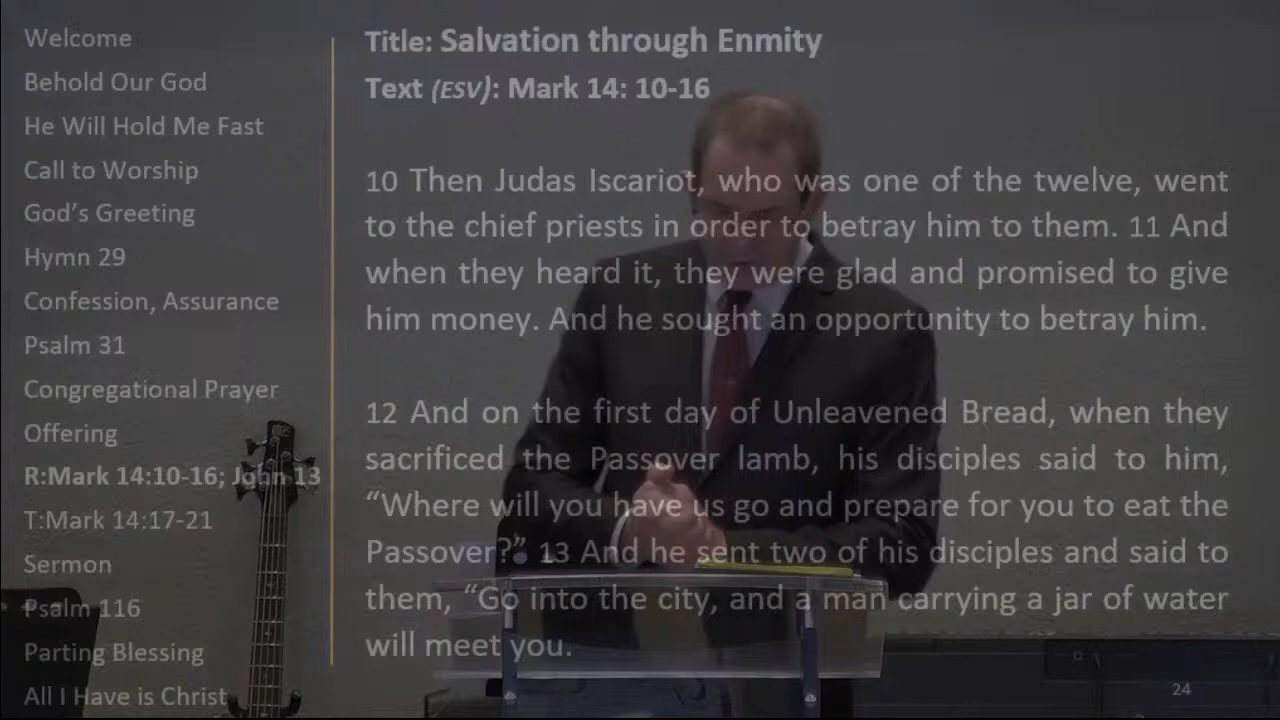 Welcome
Behold Our God
He Will Hold Me Fast
Call to Worship
God's Greeting
Hymn 29
Confession, Assurance
Psalm 31
Congregational Prayer
Offering
R:Mark 14:10-16; John 13
T:Mark 14:17-21
Sermon
Psalm 116
Parting Blessing
All I Have is Christ
Title: Salvation through Enmity
Text (ESV): Mark 14: 10-16
10 Then Judas Iscariot, who was one of the twelve, went
to the chief priests in order to betray him to them. 11 And
when they heard it, they were glad and promised to give
him money. And he sought an opportunity to betray him.
12 And on the first day of Unleavened Bread, when they
sacrificed the Passover lamb, his disciples said to him,
“Where will you have us go and prepare for you to eat the
Passover?” 13 And he sent two of his disciples and said to
them, “Go into the city, and a man carrying a jar of water
will meet you.
24